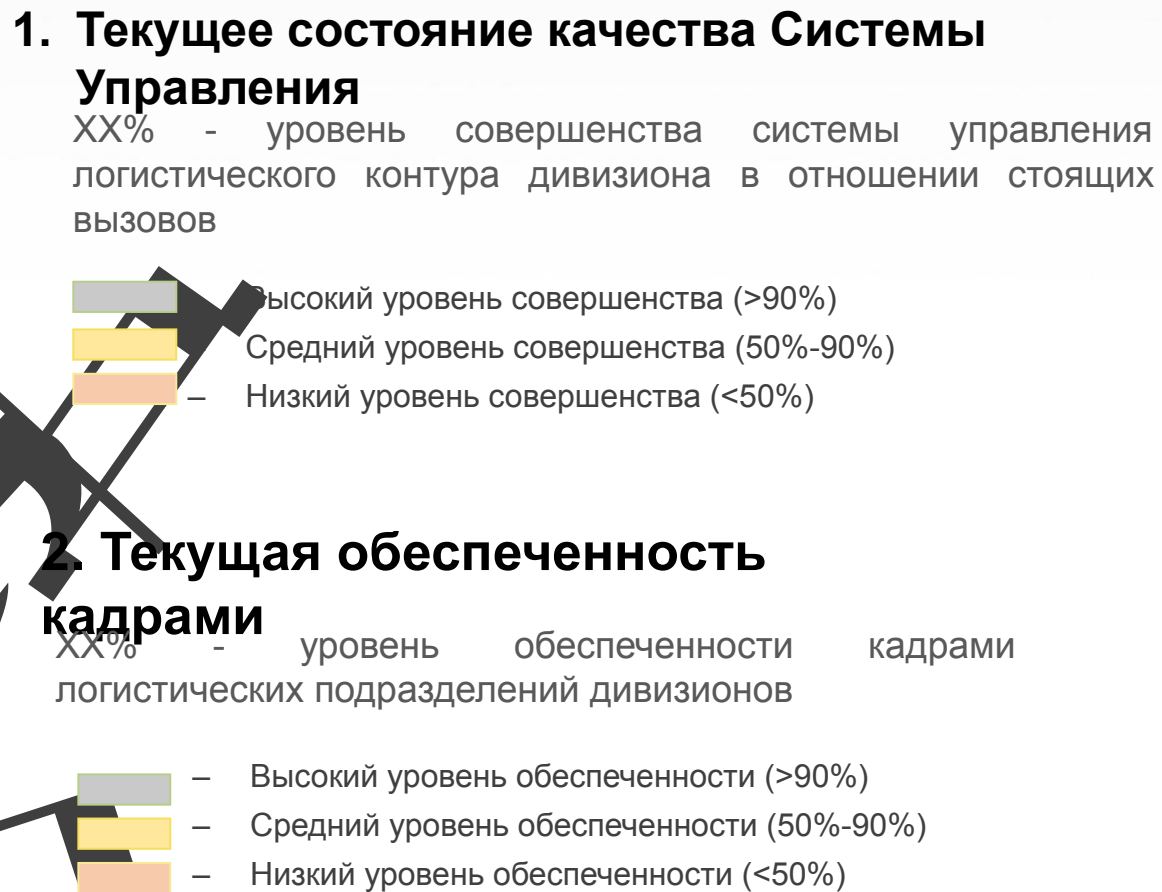 1. Текущее состояние качества Системы
Управления
XX% - уровень совершенства системы управления
логистического контура дивизиона в отношении стоящих
вызовов
Высокий уровень совершенства (>90%)
Средний уровень совершенства (50%-90%)
– Низкий уровень совершенства (<50%)
2. Текущая обеспеченность
кадрами
XX% - уровень обеспеченности кадрами
логистических подразделений дивизионов
– Высокий уровень обеспеченности (>90%)
– Средний уровень обеспеченности (50%-90%)
– Низкий уровень обеспеченности (<50%)